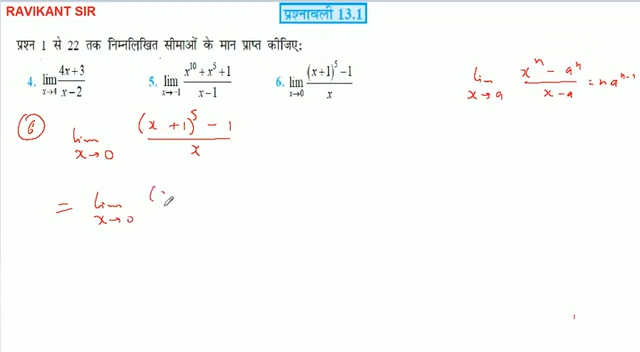 RAVIKANT SIR
प्रश्नावली 13.1
प्रश्न 1 से 22 तक निम्नलिखित सीमाओं के मान प्राप्त कीजिए:
4. lim x→4 (4x+3)/(x−2) 5. lim x→−1 (x¹⁰ + x⁵ + 1)/(x−1) 6. lim x→0 ((x+1)⁵ − 1)/x
lim x→a (xⁿ − aⁿ)/(x−a) = naⁿ⁻¹
⑥ lim x→0 ((x+1)⁵ − 1)/x
= lim x→0 (
1